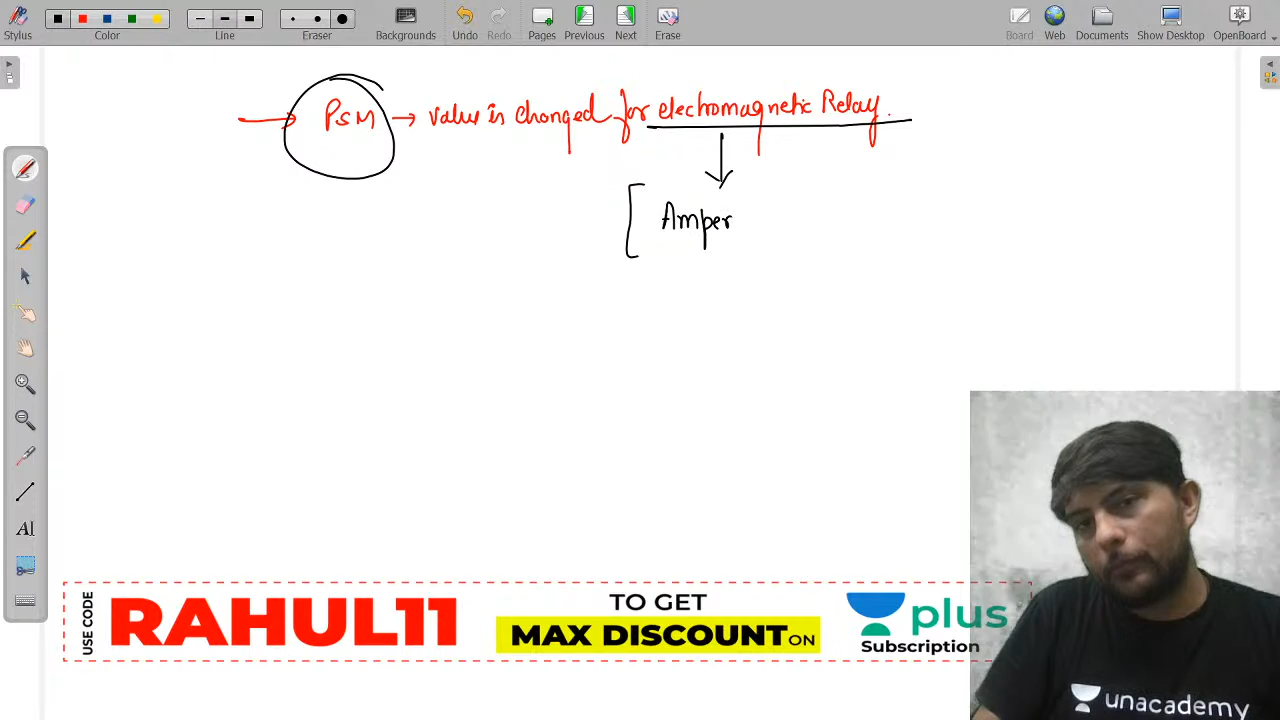 Stylus
Color
Line
Eraser
Backgrounds
Undo
Redo
Pages
Previous
Next
Erase
Board
Web
Documents
Show Desktop
OpenBoard
PSM → value is changed for electromagnetic Relay.
Amper
AI
USE CODE
RAHUL11
TO GET
MAX DISCOUNT ON
plus
Subscription
unacademy